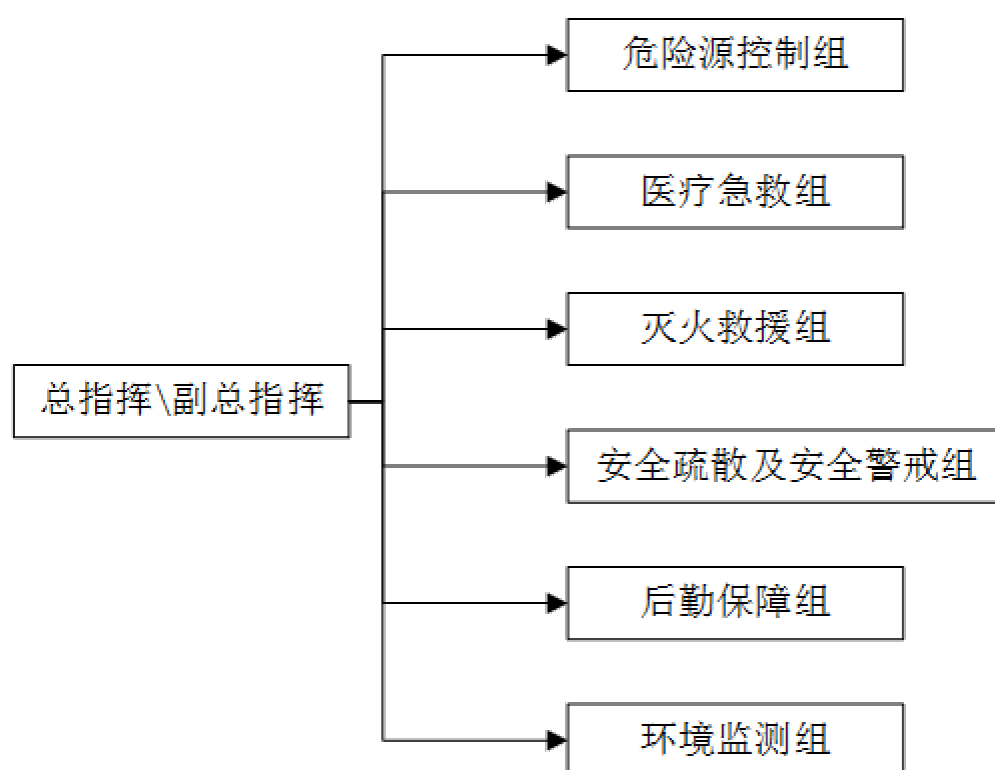 危险源控制组
医疗急救组
灭火救援组
总指挥\副总指挥
安全疏散及安全警戒组
后勤保障组
环境监测组